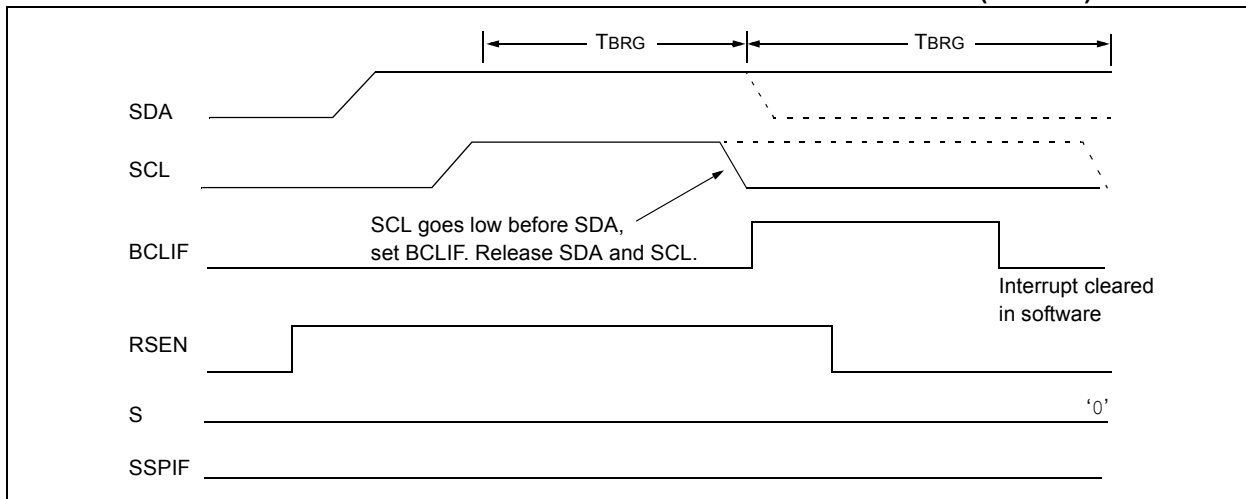 TBRG
TBRG
SDA
SCL
SCL goes low before SDA,
set BCLIF. Release SDA and SCL.
BCLIF
Interrupt cleared
in software
RSEN
S
‘0’
SSPIF